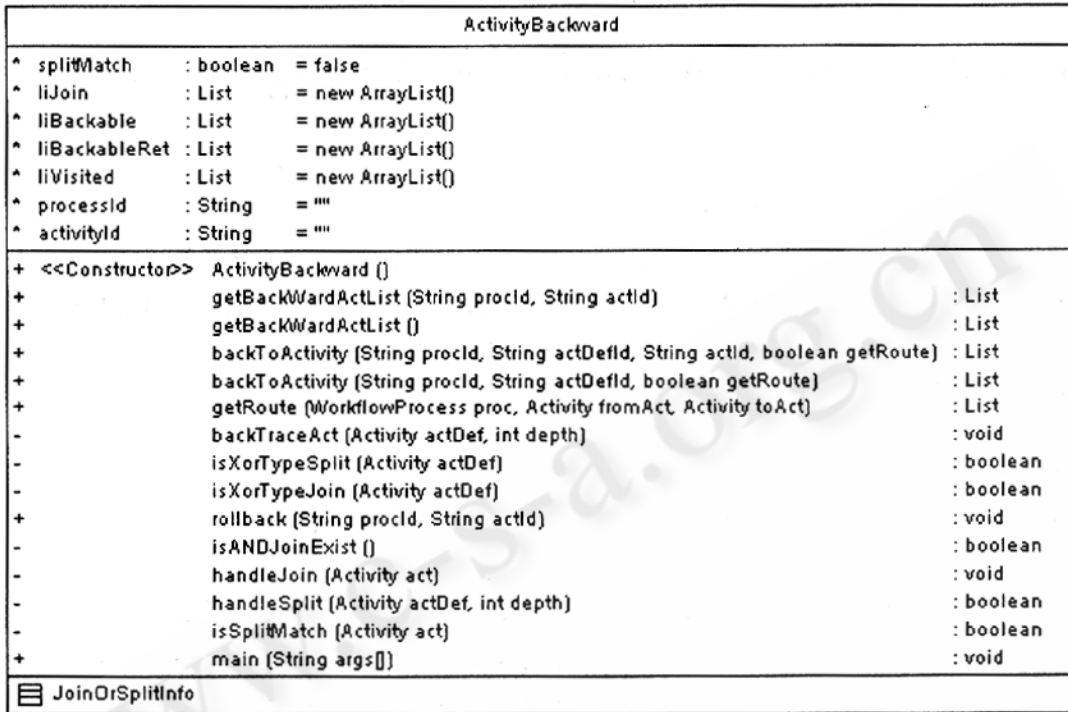 ActivityBackward
^ splitMatch : boolean = false
^ liJoin : List = new ArrayList()
^ liBackable : List = new ArrayList()
^ liBackableRet : List = new ArrayList()
^ liVisited : List = new ArrayList()
^ processId : String = ""
^ activityId : String = ""
+ <<Constructor>> ActivityBackward ()
+ getBackWardActList (String procId, String actId) : List
+ getBackWardActList () : List
+ backToActivity (String procId, String actDefId, String actId, boolean getRoute) : List
+ backToActivity (String procId, String actDefId, boolean getRoute) : List
+ getRoute (WorkflowProcess proc, Activity fromAct, Activity toAct) : List
- backTraceAct (Activity actDef, int depth) : void
- isXorTypeSplit (Activity actDef) : boolean
- isXorTypeJoin (Activity actDef) : boolean
+ rollback (String procId, String actId) : void
- isANDJoinExist () : boolean
- handleJoin (Activity act) : void
- handleSplit (Activity actDef, int depth) : boolean
- isSplitMatch (Activity act) : boolean
+ main (String args[]) : void
JoinOrSplitInfo
www.c-s-a.org.cn